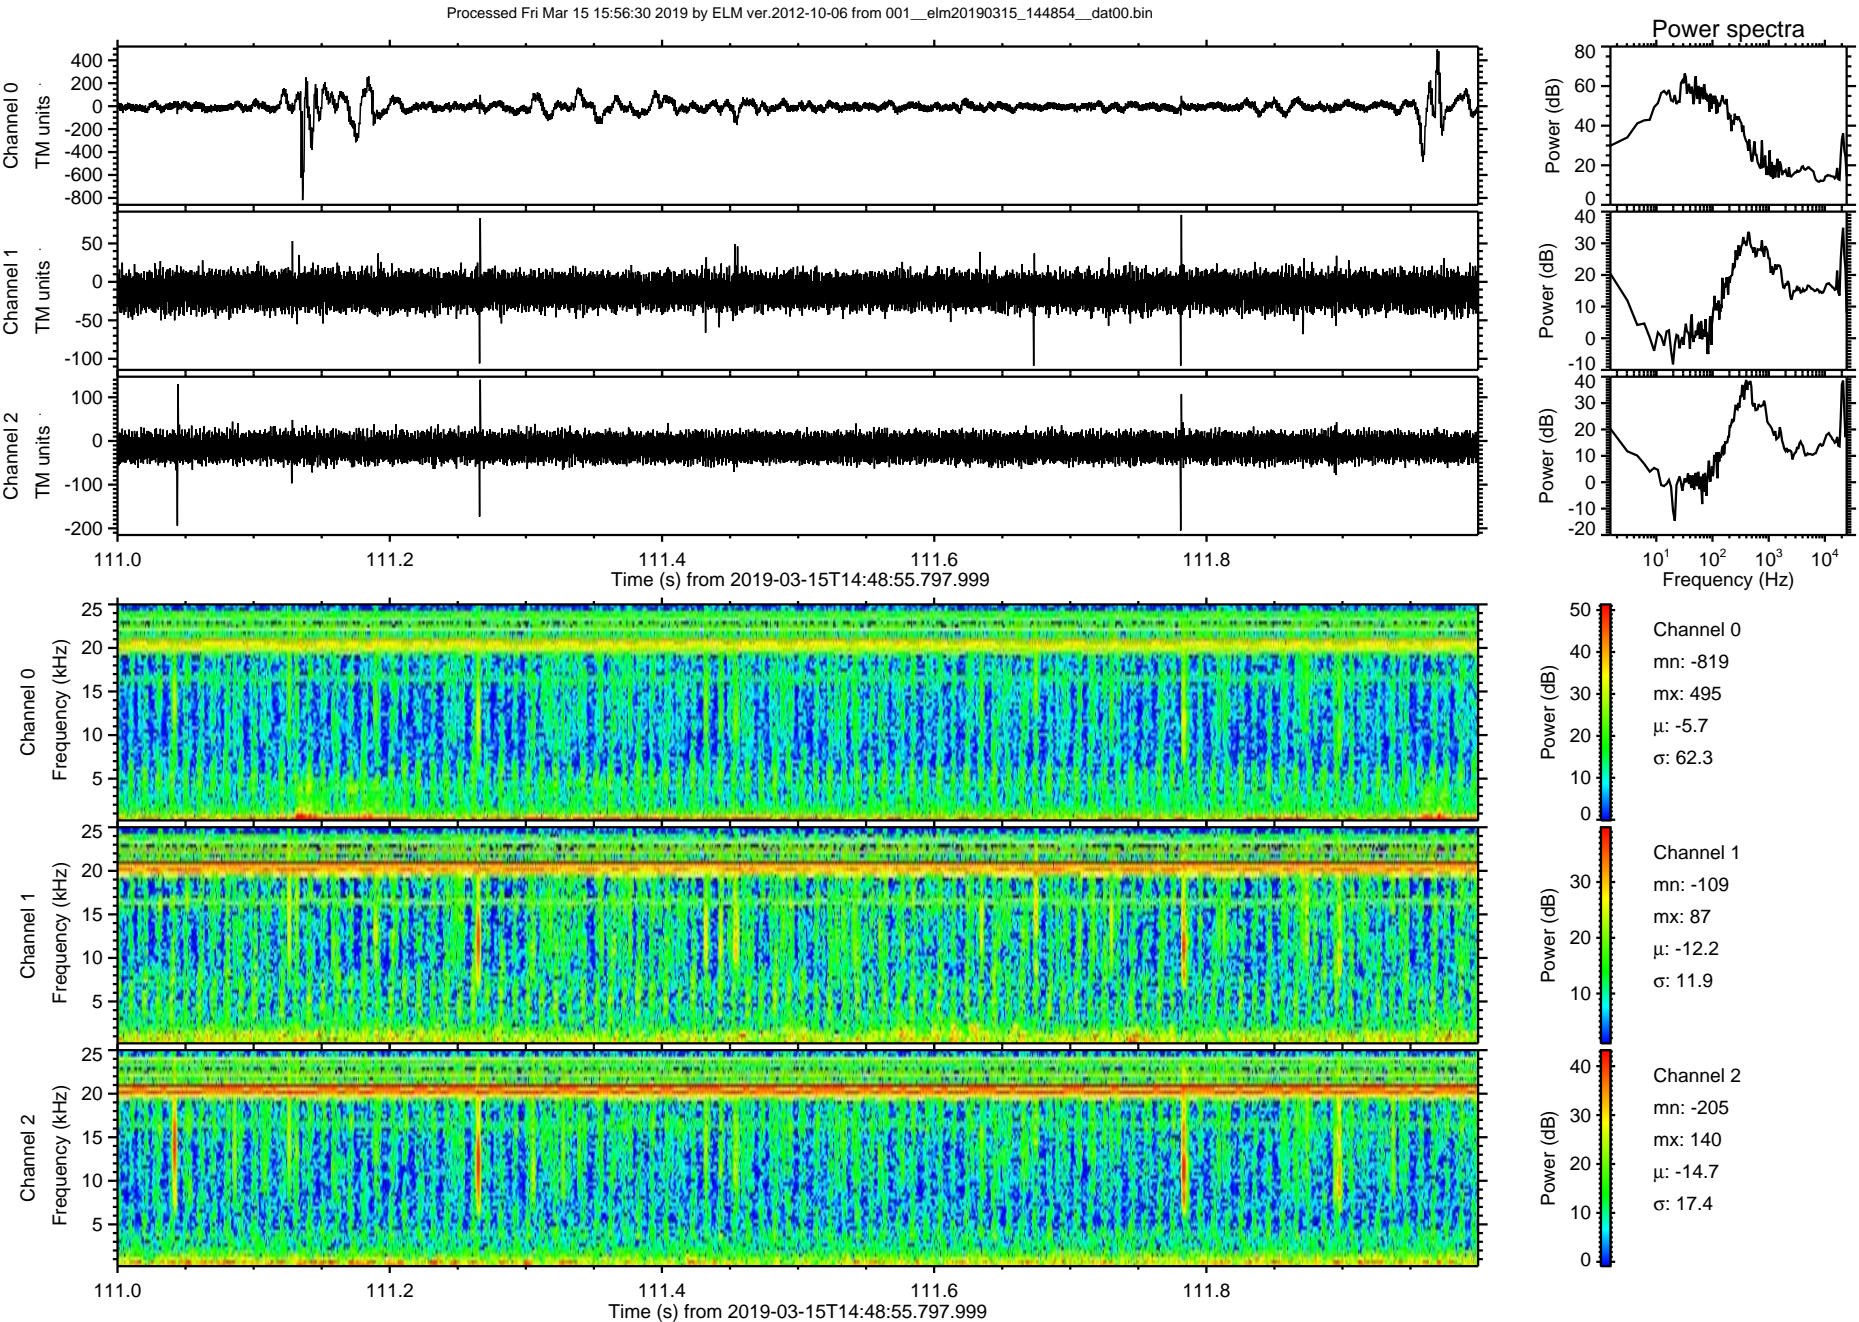 Processed Fri Mar 15 15:56:30 2019 by ELM ver.2012-10-06 from 001__elm20190315_144854__dat00.bin
Power spectra
Channel 0
TM units
400
200
0
-200
-400
-600
-800
Power (dB)
80
60
40
20
0
Channel 1
TM units
50
0
-50
-100
Power (dB)
40
30
20
10
0
-10
Channel 2
TM units
100
0
-100
-200
Power (dB)
40
30
20
10
0
-10
-20
111.0 111.2 111.4 111.6 111.8
Time (s) from 2019-03-15T14:48:55.797.999
10¹ 10² 10³ 10⁴
Frequency (Hz)
Channel 0
Frequency (kHz)
25
20
15
10
5
Power (dB)
50
40
30
20
10
0
Channel 0
mn: -819
mx: 495
µ: -5.7
σ: 62.3
Channel 1
Frequency (kHz)
25
20
15
10
5
Power (dB)
30
20
10
Channel 1
mn: -109
mx: 87
µ: -12.2
σ: 11.9
Channel 2
Frequency (kHz)
25
20
15
10
5
Power (dB)
40
30
20
10
0
Channel 2
mn: -205
mx: 140
µ: -14.7
σ: 17.4
111.0 111.2 111.4 111.6 111.8
Time (s) from 2019-03-15T14:48:55.797.999